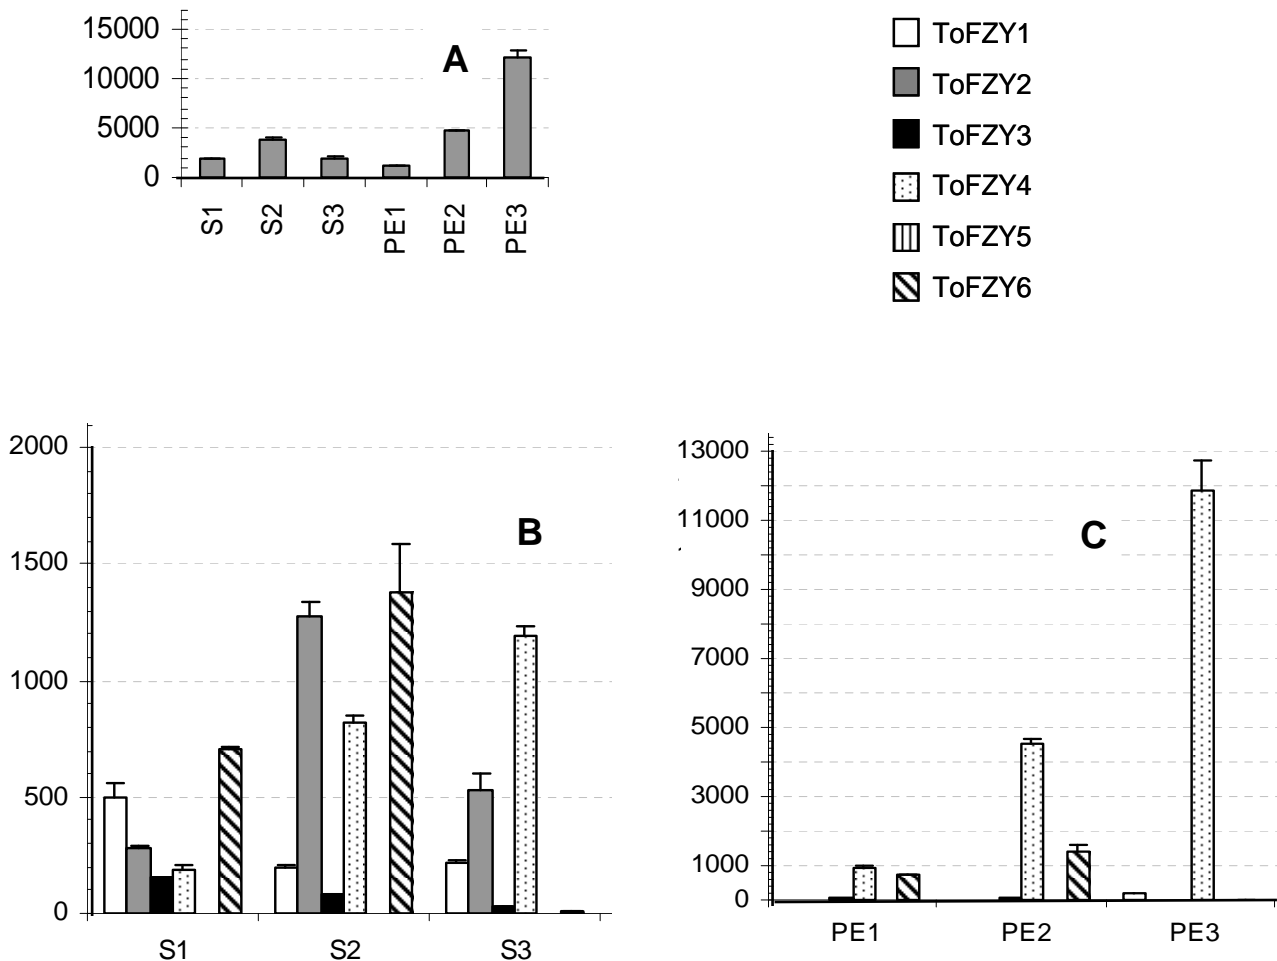 15000
10000
5000
0
A
S1
S2
S3
PE1
PE2
PE3
ToFZY1
ToFZY2
ToFZY3
ToFZY4
ToFZY5
ToFZY6
2000
1500
1000
500
0
B
S1
S2
S3
13000
11000
9000
7000
5000
3000
1000
0
C
PE1
PE2
PE3